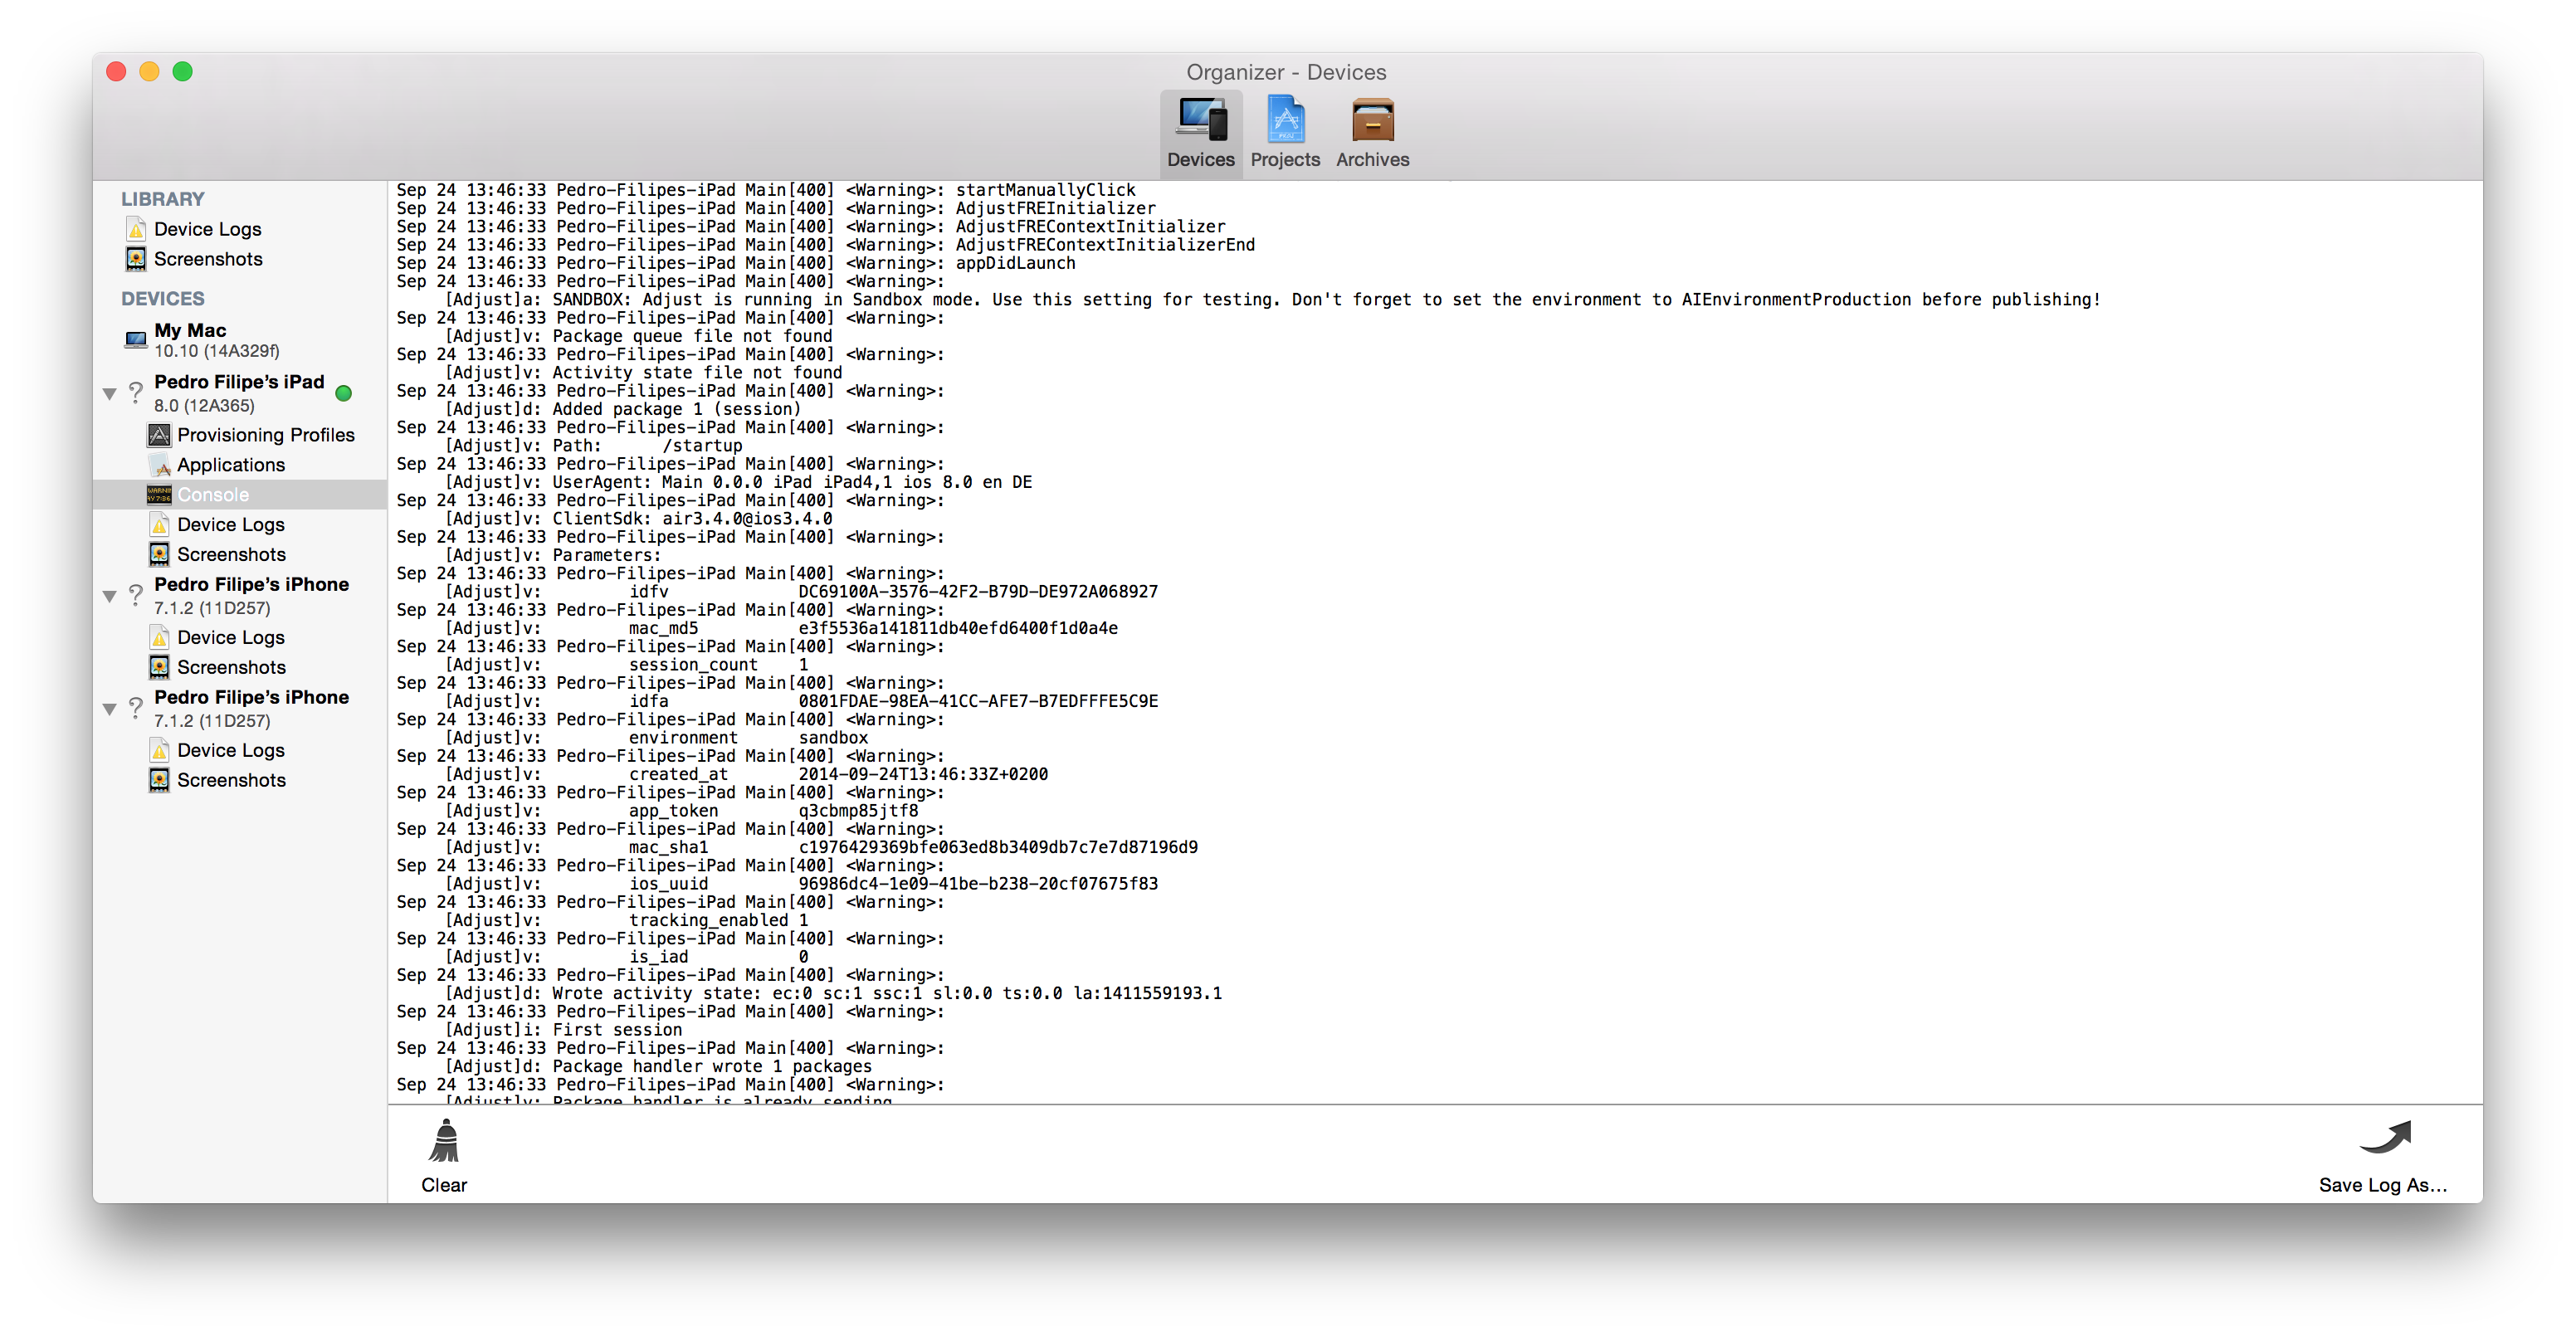 Organizer - Devices
Devices
Projects
Archives
LIBRARY
Device Logs
Screenshots
DEVICES
My Mac
10.10 (14A329f)
Pedro Filipe’s iPad
8.0 (12A365)
Provisioning Profiles
Applications
Console
Device Logs
Screenshots
Pedro Filipe’s iPhone
7.1.2 (11D257)
Device Logs
Screenshots
Pedro Filipe’s iPhone
7.1.2 (11D257)
Device Logs
Screenshots
Sep 24 13:46:33 Pedro-Filipes-iPad Main[400] <Warning>: startManuallyClick
Sep 24 13:46:33 Pedro-Filipes-iPad Main[400] <Warning>: AdjustFREInitializer
Sep 24 13:46:33 Pedro-Filipes-iPad Main[400] <Warning>: AdjustFREContextInitializer
Sep 24 13:46:33 Pedro-Filipes-iPad Main[400] <Warning>: AdjustFREContextInitializerEnd
Sep 24 13:46:33 Pedro-Filipes-iPad Main[400] <Warning>: appDidLaunch
Sep 24 13:46:33 Pedro-Filipes-iPad Main[400] <Warning>:
[Adjust]a: SANDBOX: Adjust is running in Sandbox mode. Use this setting for testing. Don't forget to set the environment to AIEnvironmentProduction before publishing!
Sep 24 13:46:33 Pedro-Filipes-iPad Main[400] <Warning>:
[Adjust]v: Package queue file not found
Sep 24 13:46:33 Pedro-Filipes-iPad Main[400] <Warning>:
[Adjust]v: Activity state file not found
Sep 24 13:46:33 Pedro-Filipes-iPad Main[400] <Warning>:
[Adjust]d: Added package 1 (session)
Sep 24 13:46:33 Pedro-Filipes-iPad Main[400] <Warning>:
[Adjust]v: Path: /startup
Sep 24 13:46:33 Pedro-Filipes-iPad Main[400] <Warning>:
[Adjust]v: UserAgent: Main 0.0.0 iPad iPad4,1 ios 8.0 en DE
Sep 24 13:46:33 Pedro-Filipes-iPad Main[400] <Warning>:
[Adjust]v: ClientSdk: air3.4.0@ios3.4.0
Sep 24 13:46:33 Pedro-Filipes-iPad Main[400] <Warning>:
[Adjust]v: Parameters:
Sep 24 13:46:33 Pedro-Filipes-iPad Main[400] <Warning>:
[Adjust]v: idfv DC69100A-3576-42F2-B79D-DE972A068927
Sep 24 13:46:33 Pedro-Filipes-iPad Main[400] <Warning>:
[Adjust]v: mac_md5 e3f5536a141811db40efd6400f1d0a4e
Sep 24 13:46:33 Pedro-Filipes-iPad Main[400] <Warning>:
[Adjust]v: session_count 1
Sep 24 13:46:33 Pedro-Filipes-iPad Main[400] <Warning>:
[Adjust]v: idfa 0801FDAE-98EA-41CC-AFE7-B7EDFFFE5C9E
Sep 24 13:46:33 Pedro-Filipes-iPad Main[400] <Warning>:
[Adjust]v: environment sandbox
Sep 24 13:46:33 Pedro-Filipes-iPad Main[400] <Warning>:
[Adjust]v: created_at 2014-09-24T13:46:33Z+0200
Sep 24 13:46:33 Pedro-Filipes-iPad Main[400] <Warning>:
[Adjust]v: app_token q3cbmp85jtf8
Sep 24 13:46:33 Pedro-Filipes-iPad Main[400] <Warning>:
[Adjust]v: mac_sha1 c1976429369bfe063ed8b3409db7c7e7d87196d9
Sep 24 13:46:33 Pedro-Filipes-iPad Main[400] <Warning>:
[Adjust]v: ios_uuid 96986dc4-1e09-41be-b238-20cf07675f83
Sep 24 13:46:33 Pedro-Filipes-iPad Main[400] <Warning>:
[Adjust]v: tracking_enabled 1
Sep 24 13:46:33 Pedro-Filipes-iPad Main[400] <Warning>:
[Adjust]v: is_iad 0
Sep 24 13:46:33 Pedro-Filipes-iPad Main[400] <Warning>:
[Adjust]d: Wrote activity state: ec:0 sc:1 ssc:1 sl:0.0 ts:0.0 la:1411559193.1
Sep 24 13:46:33 Pedro-Filipes-iPad Main[400] <Warning>:
[Adjust]i: First session
Sep 24 13:46:33 Pedro-Filipes-iPad Main[400] <Warning>:
[Adjust]d: Package handler wrote 1 packages
Sep 24 13:46:33 Pedro-Filipes-iPad Main[400] <Warning>:
[Adjust]v: Package handler is already sending
Clear
Save Log As...